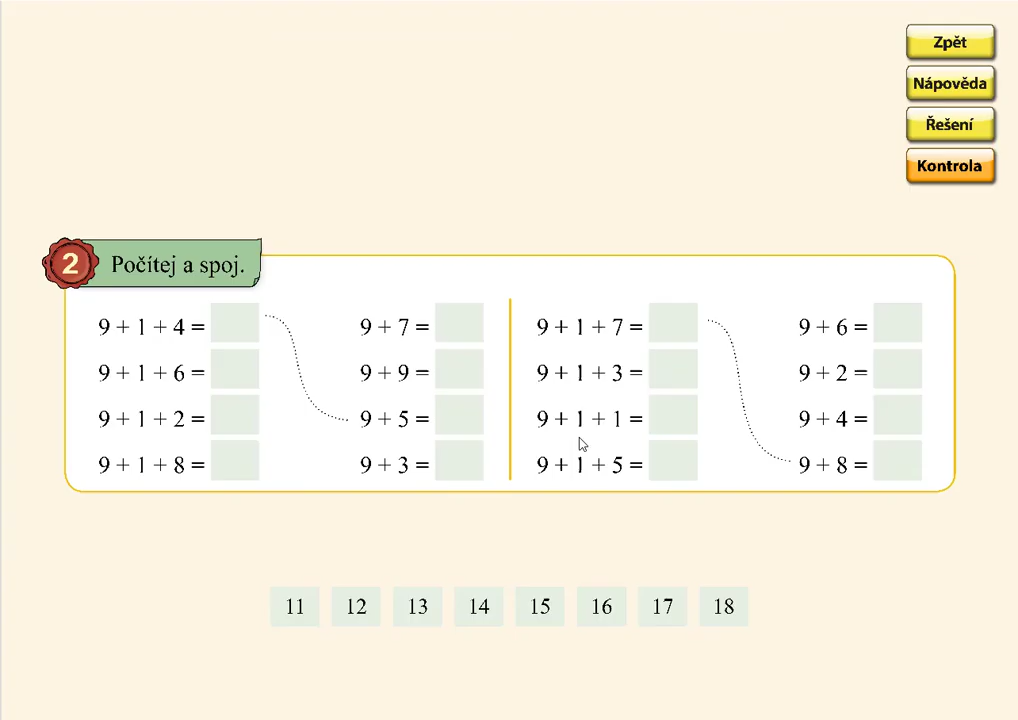 Zpět
Nápověda
Řešení
Kontrola
2 Počítej a spoj.
9 + 1 + 4 = 9 + 7 = 9 + 1 + 7 = 9 + 6 =
9 + 1 + 6 = 9 + 9 = 9 + 1 + 3 = 9 + 2 =
9 + 1 + 2 = 9 + 5 = 9 + 1 + 1 = 9 + 4 =
9 + 1 + 8 = 9 + 3 = 9 + 1 + 5 = 9 + 8 =
11 12 13 14 15 16 17 18